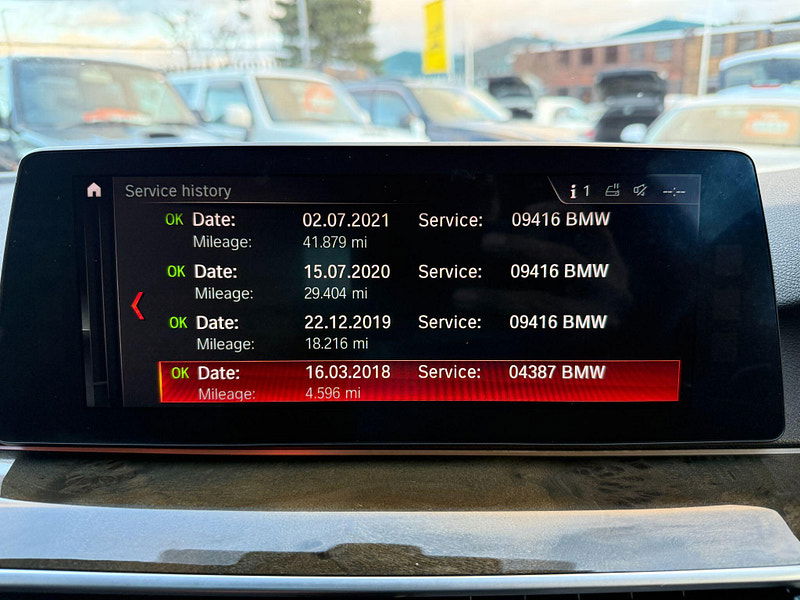 Service history
i 1 --:--
OK Date: 02.07.2021 Service: 09416 BMW
Mileage: 41.879 mi
OK Date: 15.07.2020 Service: 09416 BMW
Mileage: 29.404 mi
OK Date: 22.12.2019 Service: 09416 BMW
Mileage: 18.216 mi
OK Date: 16.03.2018 Service: 04387 BMW
Mileage: 4.596 mi